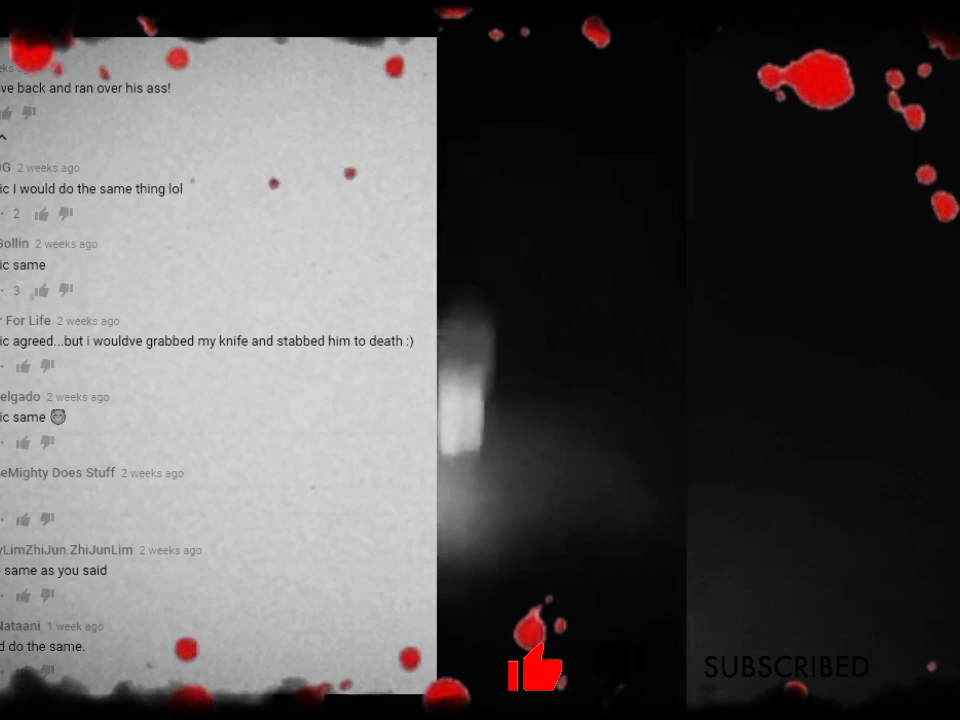 ve back and ran over his ass!
OG 2 weeks ago
ic I would do the same thing lol
2
Gollin 2 weeks ago
ic same
3
r For Life 2 weeks ago
ic agreed...but i wouldve grabbed my knife and stabbed him to death :)
elgado 2 weeks ago
ic same
eMighty Does Stuff 2 weeks ago
yLimZhiJun ZhiJunLim 2 weeks ago
same as you said
Nataani 1 week ago
d do the same.
SUBSCRIBED